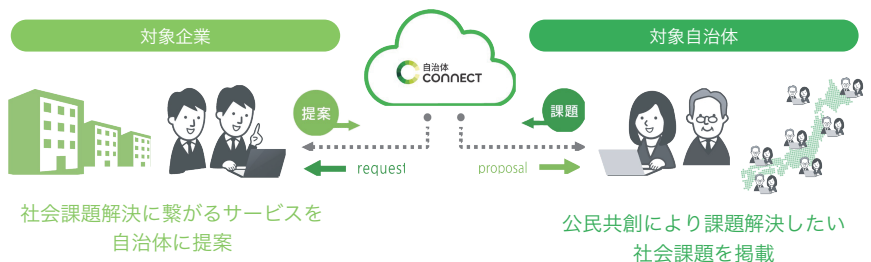 対象企業
対象自治体
自治体
CONNECT
提案
課題
request
proposal
社会課題解決に繋がるサービスを
自治体に提案
公民共創により課題解決したい
社会課題を掲載